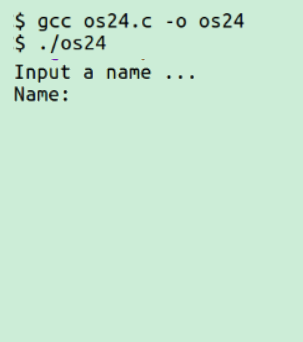 $ gcc os24.c -o os24
$ ./os24
Input a name ...
Name: